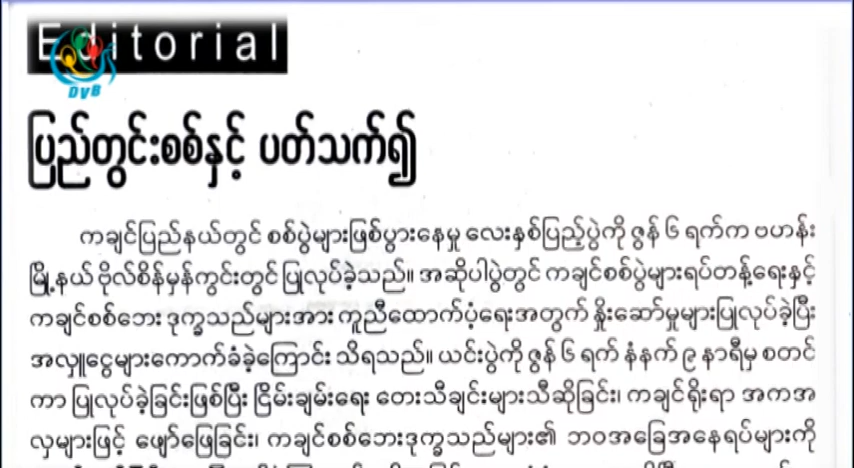 Editorial
DVB
ပြည်တွင်းစစ်နှင့် ပတ်သက်၍
ကချင်ပြည်နယ်တွင် စစ်ပွဲများဖြစ်ပွားနေမှု လေးနှစ်ပြည့်ပွဲကို ဇွန် ၆ ရက်က ဗဟန်း
မြို့နယ် ဗိုလ်စိန်မှန်ကွင်းတွင် ပြုလုပ်ခဲ့သည်။ အဆိုပါပွဲတွင် ကချင်စစ်ပွဲများရပ်တန့်ရေးနှင့်
ကချင်စစ်ဘေး ဒုက္ခသည်များအား ကူညီထောက်ပံ့ရေးအတွက် နှိုးဆော်မှုများပြုလုပ်ခဲ့ပြီး
အလှူငွေများကောက်ခံခဲ့ကြောင်း သိရသည်။ ယင်းပွဲကို ဇွန် ၆ ရက် နံနက် ၉ နာရီမှ စတင်
ကာ ပြုလုပ်ခဲ့ခြင်းဖြစ်ပြီး ငြိမ်းချမ်းရေး တေးသီချင်းများသီဆိုခြင်း၊ ကချင်ရိုးရာ အကအ
လှများဖြင့် ဖျော်ဖြေခြင်း၊ ကချင်စစ်ဘေးဒုက္ခသည်များ၏ ဘဝအခြေအနေရပ်များကို